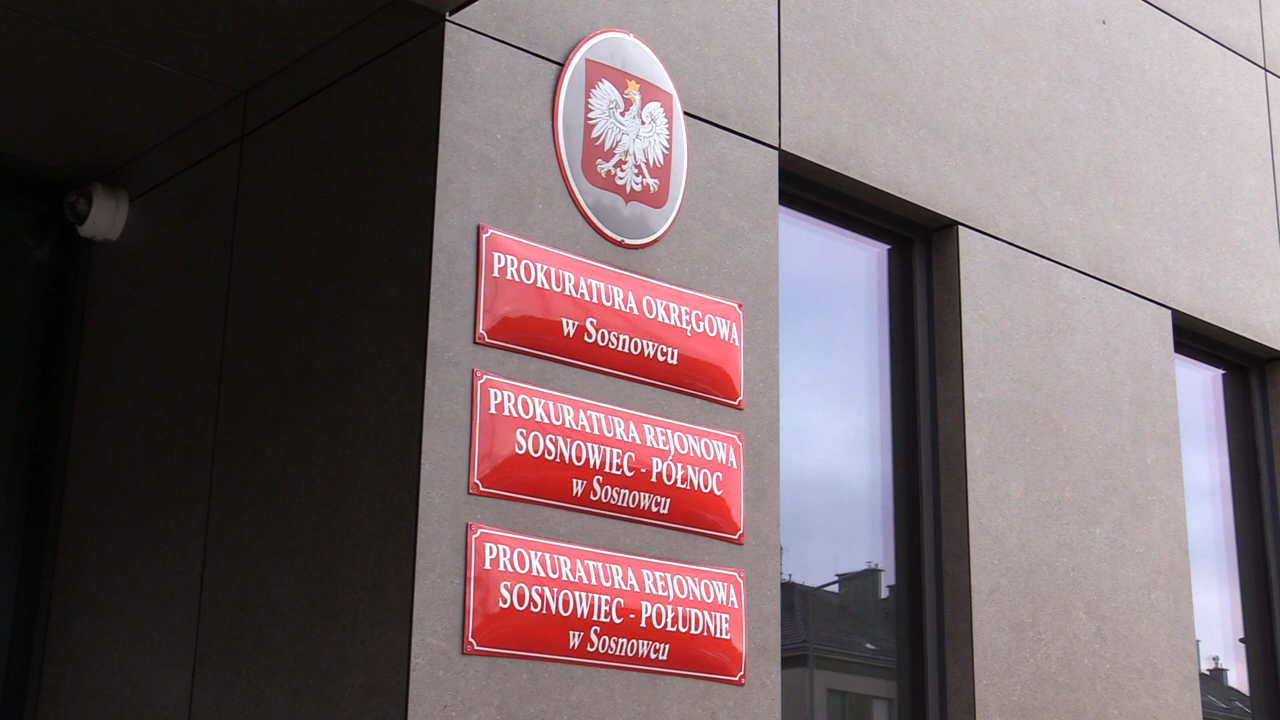 PROKURATURA OKRĘGOWA
w Sosnowcu
PROKURATURA REJONOWA
SOSNOWIEC - PÓŁNOC
w Sosnowcu
PROKURATURA REJONOWA
SOSNOWIEC - POŁUDNIE
w Sosnowcu